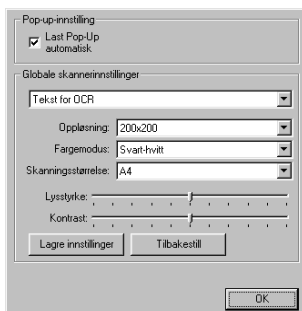 Pop-up-innstilling
Last Pop-Up
automatisk
Globale skannerinnstillinger
Tekst for OCR
Oppløsning: 200x200
Fargemodus: Svart-hvitt
Skanningsstørrelse: A4
Lysstyrke:
Kontrast:
Lagre innstillinger Tilbakestill
OK